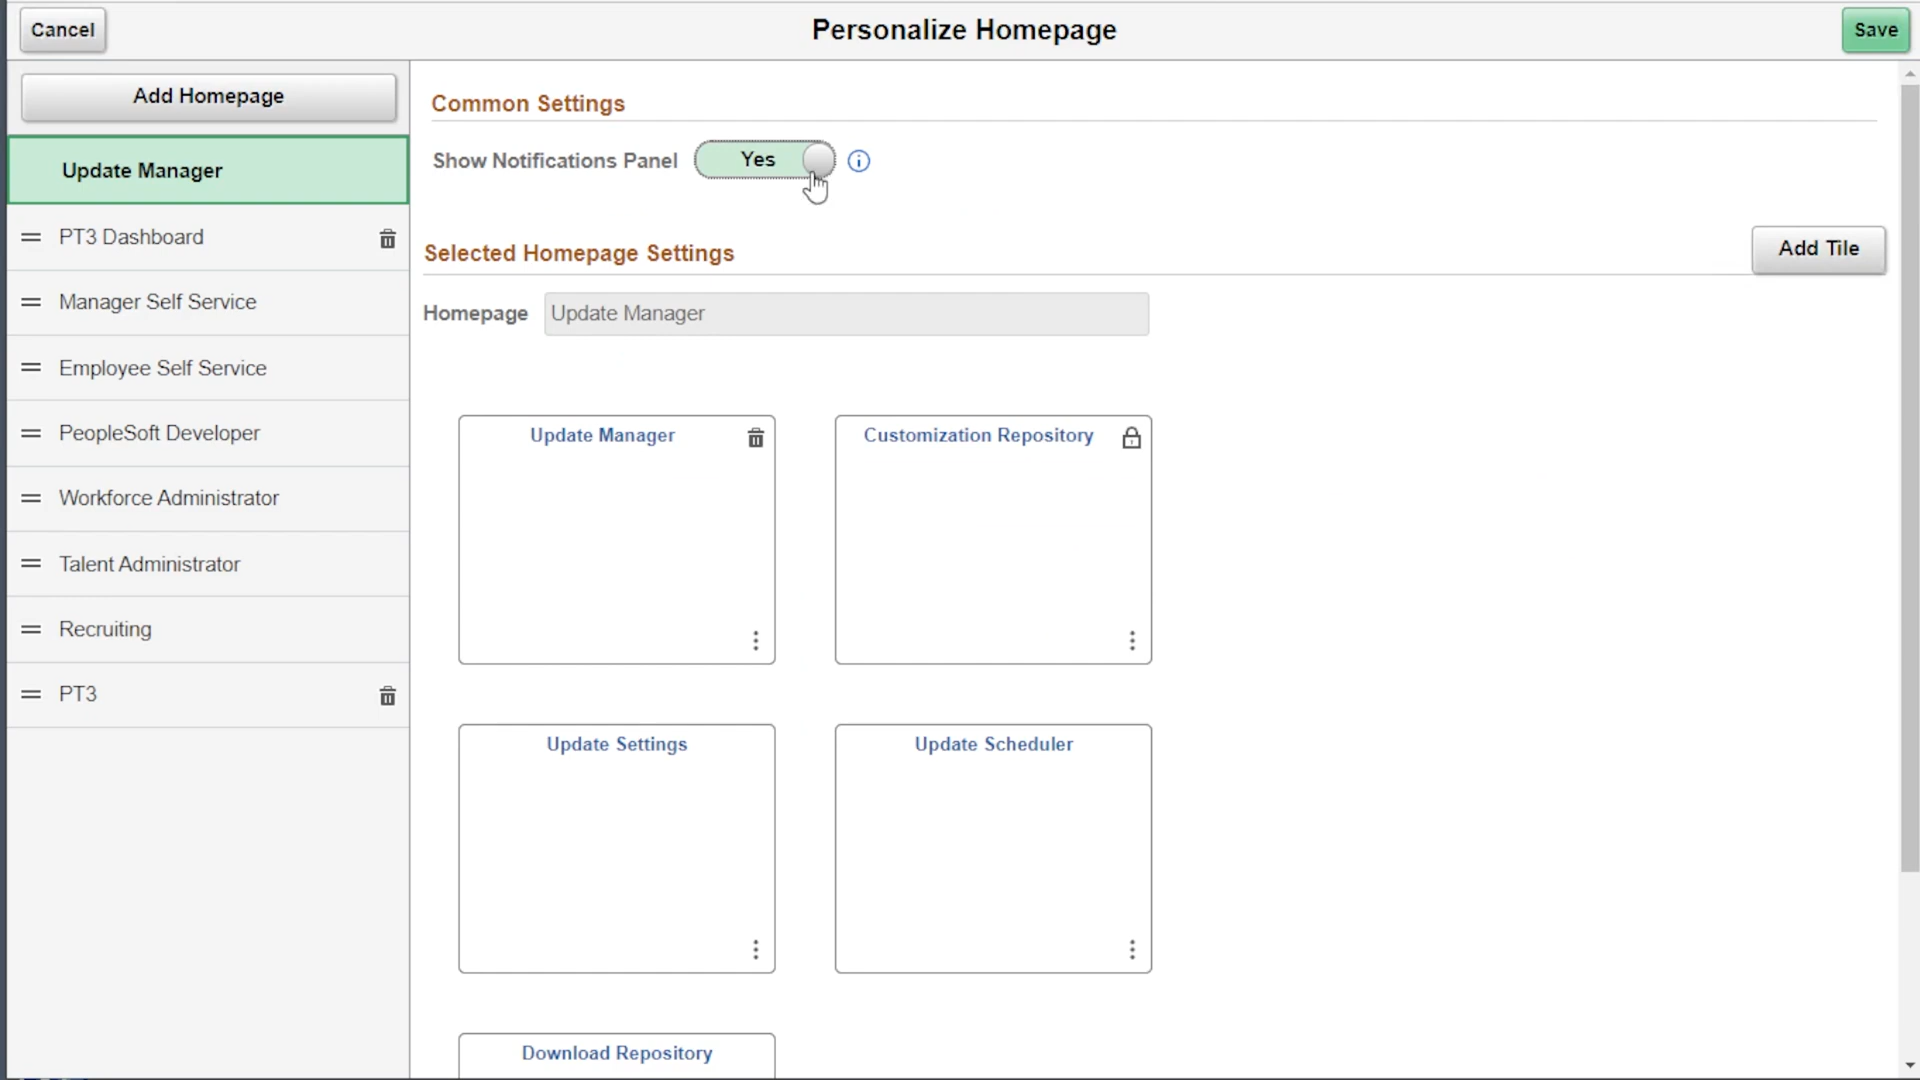 Cancel
Personalize Homepage
Save
Add Homepage
Update Manager
PT3 Dashboard
Manager Self Service
Employee Self Service
PeopleSoft Developer
Workforce Administrator
Talent Administrator
Recruiting
PT3
Common Settings
Show Notifications Panel Yes
Selected Homepage Settings
Add Tile
Homepage Update Manager
Update Manager
Customization Repository
Update Settings
Update Scheduler
Download Repository